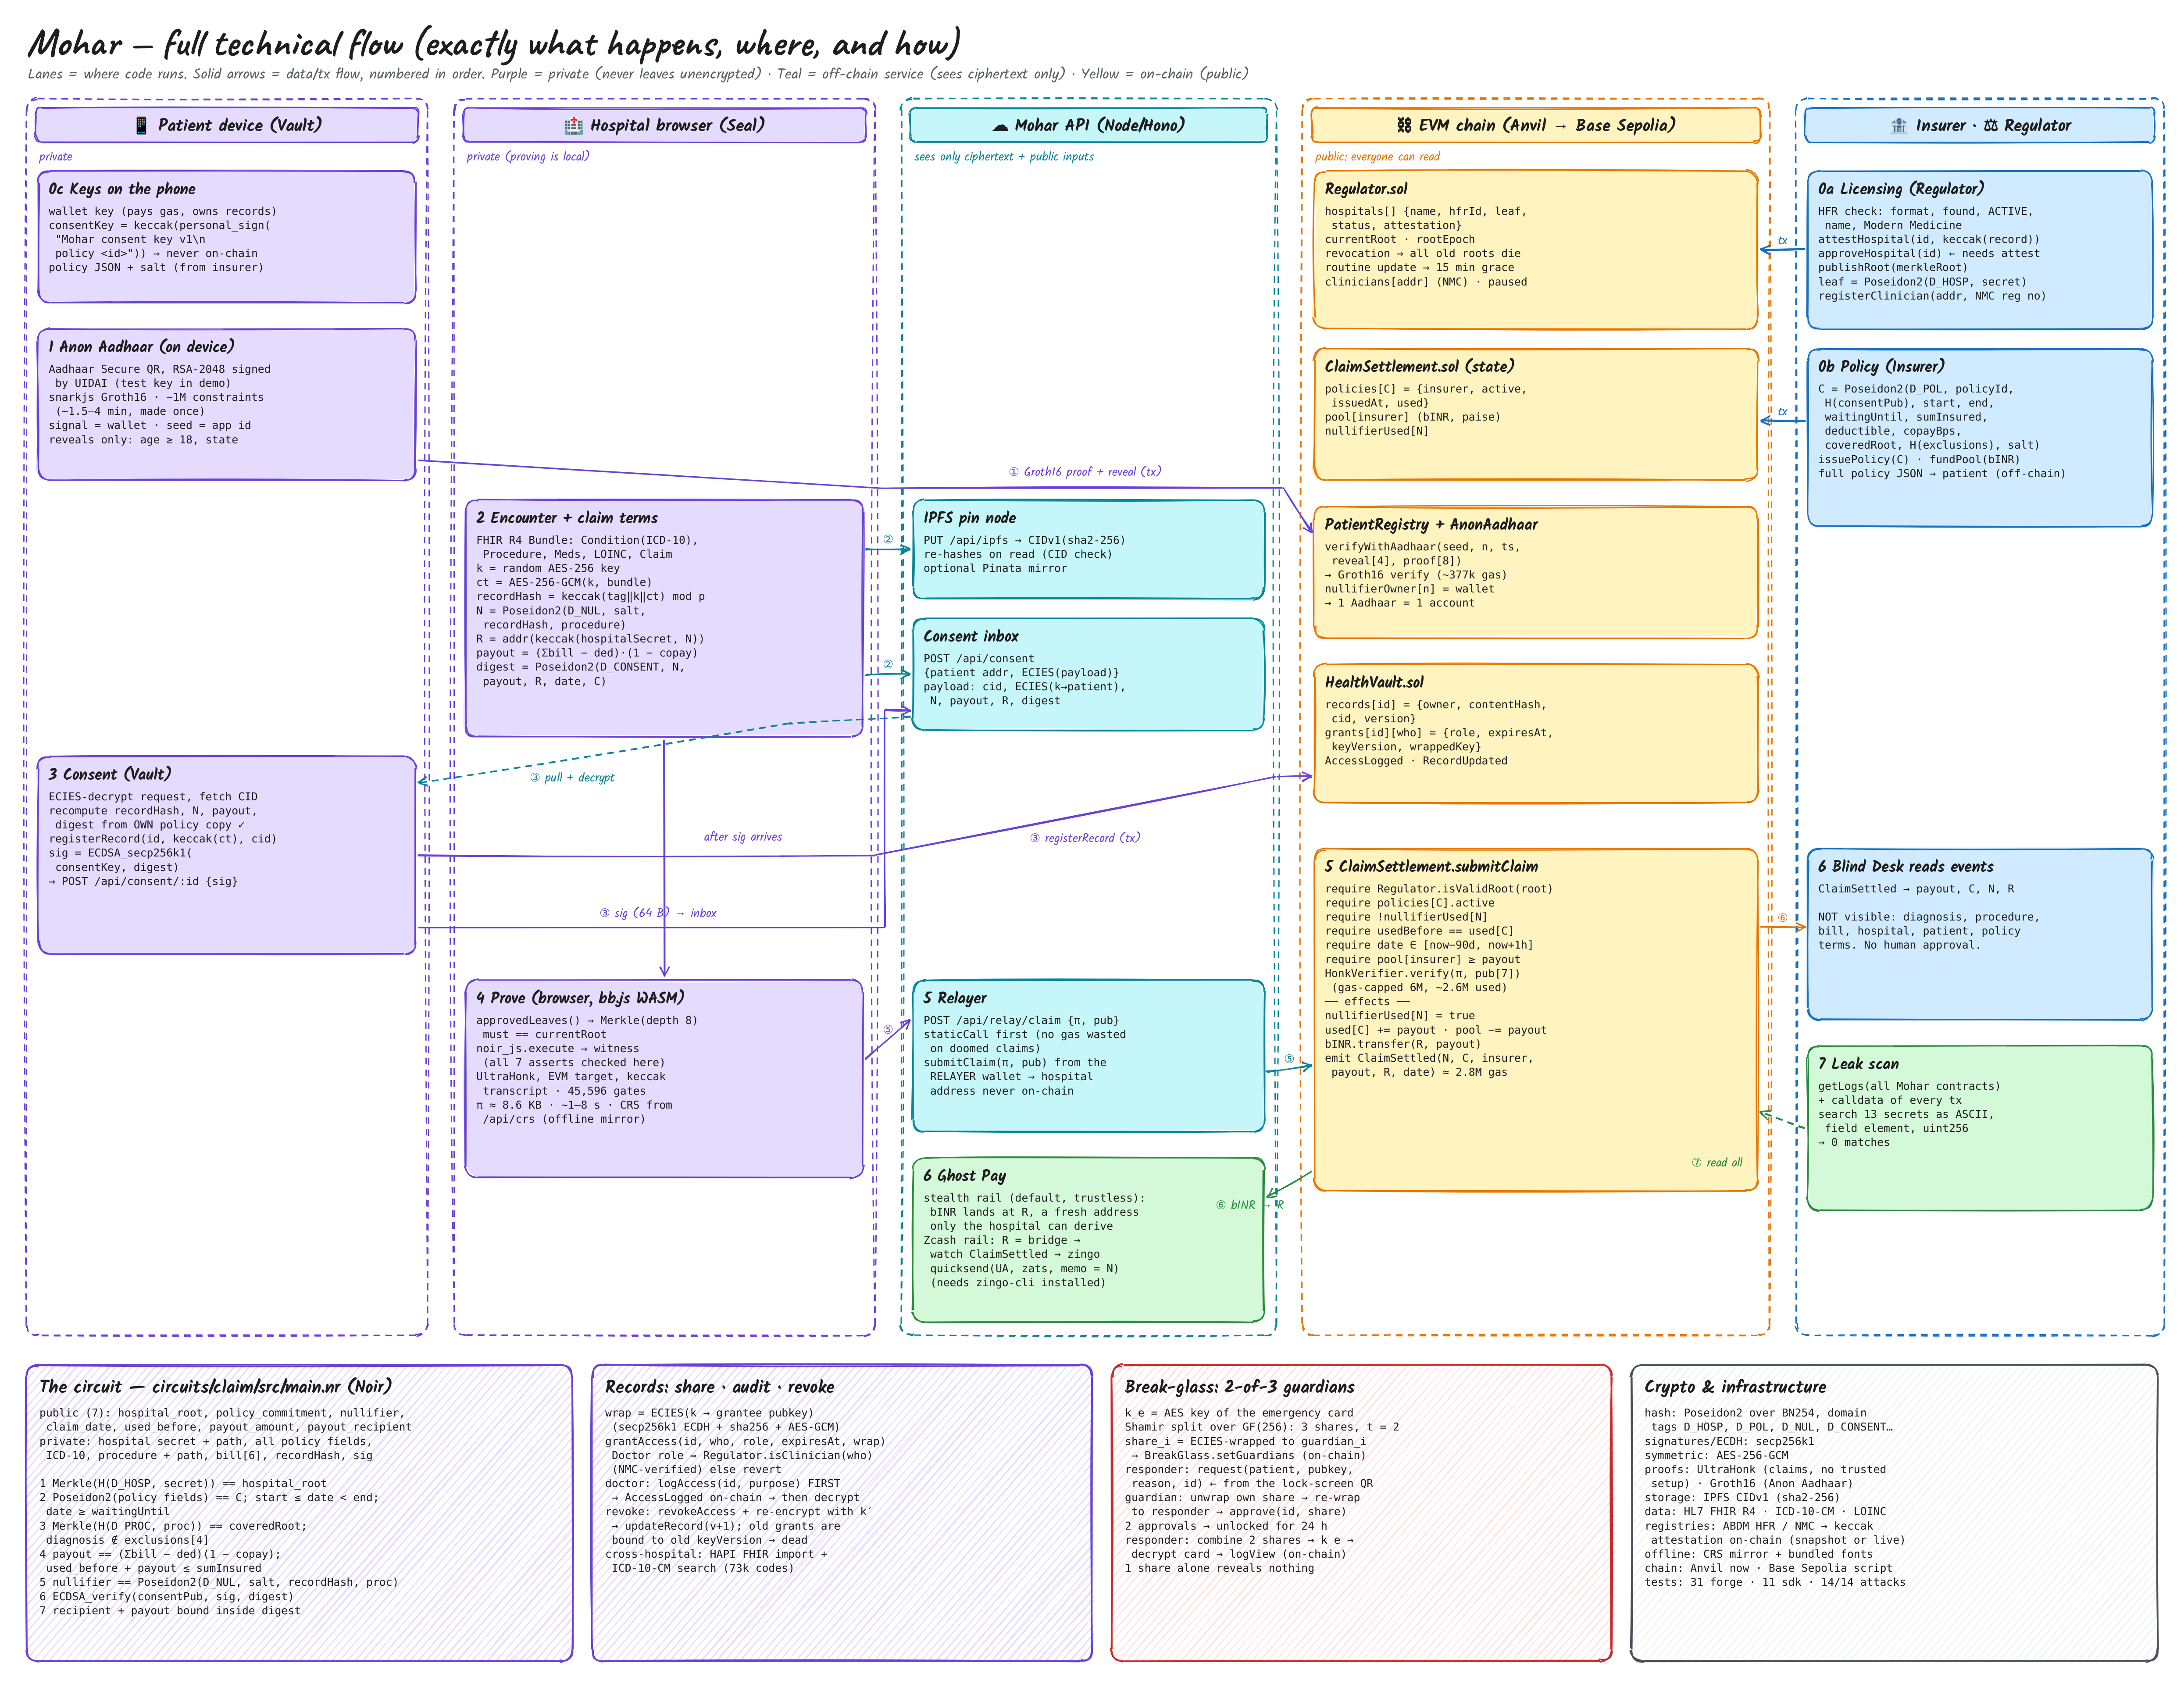 Mohar — full technical flow (exactly what happens, where, and how)
Lanes = where code runs. Solid arrows = data/tx flow, numbered in order. Purple = private (never leaves unencrypted) · Teal = off-chain service (sees ciphertext only) · Yellow = on-chain (public)
📱 Patient device (Vault)
private
0c Keys on the phone
wallet key (pays gas, owns records)
consentKey = keccak(personal_sign(
"Mohar consent key v1\n
policy <id>")) → never on-chain
policy JSON + salt (from insurer)
1 Anon Aadhaar (on device)
Aadhaar Secure QR, RSA-2048 signed
by UIDAI (test key in demo)
snarkjs Groth16 · ~1M constraints
(~1.5–4 min, made once)
signal = wallet · seed = app id
reveals only: age ≥ 18, state
3 Consent (Vault)
ECIES-decrypt request, fetch CID
recompute recordHash, N, payout,
digest from OWN policy copy ✓
registerRecord(id, keccak(ct), cid)
sig = ECDSA_secp256k1(
consentKey, digest)
→ POST /api/consent/:id {sig}
🏥 Hospital browser (Seal)
private (proving is local)
2 Encounter + claim terms
FHIR R4 Bundle: Condition(ICD-10),
Procedure, Meds, LOINC, Claim
k = random AES-256 key
ct = AES-256-GCM(k, bundle)
recordHash = keccak(tag‖k‖ct) mod p
N = Poseidon2(D_NUL, salt,
recordHash, procedure)
R = addr(keccak(hospitalSecret, N))
payout = (Σbill − ded)·(1 − copay)
digest = Poseidon2(D_CONSENT, N,
payout, R, date, C)
③ pull + decrypt
after sig arrives
③ sig (64 B) → inbox
4 Prove (browser, bbjs WASM)
approvedLeaves() → Merkle(depth 8)
must == currentRoot
noir_js.execute → witness
(all 7 asserts checked here)
UltraHonk, EVM target, keccak
transcript · 45,596 gates
π ≈ 8.6 KB · ~1–8 s · CRS from
/api/crs (offline mirror)
②
②
⑤
☁ Mohar API (Node/Hono)
sees only ciphertext + public inputs
① Groth16 proof + reveal (tx)
IPFS pin node
PUT /api/ipfs → CIDv1(sha2-256)
re-hashes on read (CID check)
optional Pinata mirror
Consent inbox
POST /api/consent
{patient addr, ECIES(payload)}
payload: cid, ECIES(k→patient),
N, payout, R, digest
③ registerRecord (tx)
5 Relayer
POST /api/relay/claim {π, pub}
staticCall first (no gas wasted
on doomed claims)
submitClaim(π, pub) from the
RELAYER wallet → hospital
address never on-chain
⑤
6 Ghost Pay
stealth rail (default, trustless):
bINR lands at R, a fresh address
only the hospital can derive
Zcash rail: R = bridge →
watch ClaimSettled → zingo
quicksend(UA, zats, memo = N)
(needs zingo-cli installed)
⑥ bINR → R
⛓ EVM chain (Anvil → Base Sepolia)
public: everyone can read
Regulator.sol
hospitals[] {name, hfrId, leaf,
status, attestation}
currentRoot · rootEpoch
revocation → all old roots die
routine update → 15 min grace
clinicians[addr] (NMC) · paused
ClaimSettlement.sol (state)
policies[C] = {insurer, active,
issuedAt, used}
pool[insurer] (bINR, paise)
nullifierUsed[N]
PatientRegistry + AnonAadhaar
verifyWithAadhaar(seed, n, ts,
reveal[4], proof[8])
→ Groth16 verify (~377k gas)
nullifierOwner[n] = wallet
→ 1 Aadhaar = 1 account
HealthVault.sol
records[id] = {owner, contentHash,
cid, version}
grants[id][who] = {role, expiresAt,
keyVersion, wrappedKey}
AccessLogged · RecordUpdated
5 ClaimSettlement.submitClaim
require Regulator.isValidRoot(root)
require policies[C].active
require !nullifierUsed[N]
require usedBefore == used[C]
require date ∈ [now−90d, now+1h]
require pool[insurer] ≥ payout
HonkVerifier.verify(π, pub[7])
(gas-capped 6M, ~2.6M used)
── effects ──
nullifierUsed[N] = true
used[C] += payout · pool −= payout
bINR.transfer(R, payout)
emit ClaimSettled(N, C, insurer,
payout, R, date) ≈ 2.8M gas
⑦ read all
tx
tx
⑥
🏦 Insurer · ⚖ Regulator
0a Licensing (Regulator)
HFR check: format, found, ACTIVE,
name, Modern Medicine
attestHospital(id, keccak(record))
approveHospital(id) ← needs attest
publishRoot(merkleRoot)
leaf = Poseidon2(D_HOSP, secret)
registerClinician(addr, NMC reg no)
0b Policy (Insurer)
C = Poseidon2(D_POL, policyId,
H(consentPub), start, end,
waitingUntil, sumInsured,
deductible, copayBps,
coveredRoot, H(exclusions), salt)
issuePolicy(C) · fundPool(bINR)
full policy JSON → patient (off-chain)
6 Blind Desk reads events
ClaimSettled → payout, C, N, R
NOT visible: diagnosis, procedure,
bill, hospital, patient, policy
terms. No human approval.
7 Leak scan
getLogs(all Mohar contracts)
+ calldata of every tx
search 13 secrets as ASCII,
field element, uint256
→ 0 matches
The circuit — circuits/claim/src/main.nr (Noir)
public (7): hospital_root, policy_commitment, nullifier,
claim_date, used_before, payout_amount, payout_recipient
private: hospital secret + path, all policy fields,
ICD-10, procedure + path, bill[6], recordHash, sig
1 Merkle(H(D_HOSP, secret)) == hospital_root
2 Poseidon2(policy fields) == C; start ≤ date < end;
date ≥ waitingUntil
3 Merkle(H(D_PROC, proc)) == coveredRoot;
diagnosis ∉ exclusions[4]
4 payout == (Σbill − ded)(1 − copay);
used_before + payout ≤ sumInsured
5 nullifier == Poseidon2(D_NUL, salt, recordHash, proc)
6 ECDSA_verify(consentPub, sig, digest)
7 recipient + payout bound inside digest
Records: share · audit · revoke
wrap = ECIES(k → grantee pubkey)
(secp256k1 ECDH + sha256 + AES-GCM)
grantAccess(id, who, role, expiresAt, wrap)
Doctor role → Regulator.isClinician(who)
(NMC-verified) else revert
doctor: logAccess(id, purpose) FIRST
→ AccessLogged on-chain → then decrypt
revoke: revokeAccess + re-encrypt with k′
→ updateRecord(v+1); old grants are
bound to old keyVersion → dead
cross-hospital: HAPI FHIR import +
ICD-10-CM search (73k codes)
Break-glass: 2-of-3 guardians
k_e = AES key of the emergency card
Shamir split over GF(256): 3 shares, t = 2
share_i = ECIES-wrapped to guardian_i
→ BreakGlass.setGuardians (on-chain)
responder: request(patient, pubkey,
reason, id) ← from the lock-screen QR
guardian: unwrap own share → re-wrap
to responder → approve(id, share)
2 approvals → unlocked for 24 h
responder: combine 2 shares → k_e →
decrypt card → logView (on-chain)
1 share alone reveals nothing
Crypto & infrastructure
hash: Poseidon2 over BN254, domain
tags D_HOSP, D_POL, D_NUL, D_CONSENT…
signatures/ECDH: secp256k1
symmetric: AES-256-GCM
proofs: UltraHonk (claims, no trusted
setup) · Groth16 (Anon Aadhaar)
storage: IPFS CIDv1 (sha2-256)
data: HL7 FHIR R4 · ICD-10-CM · LOINC
registries: ABDM HFR / NMC → keccak
attestation on-chain (snapshot or live)
offline: CRS mirror + bundled fonts
chain: Anvil now · Base Sepolia script
tests: 31 forge · 11 sdk · 14/14 attacks